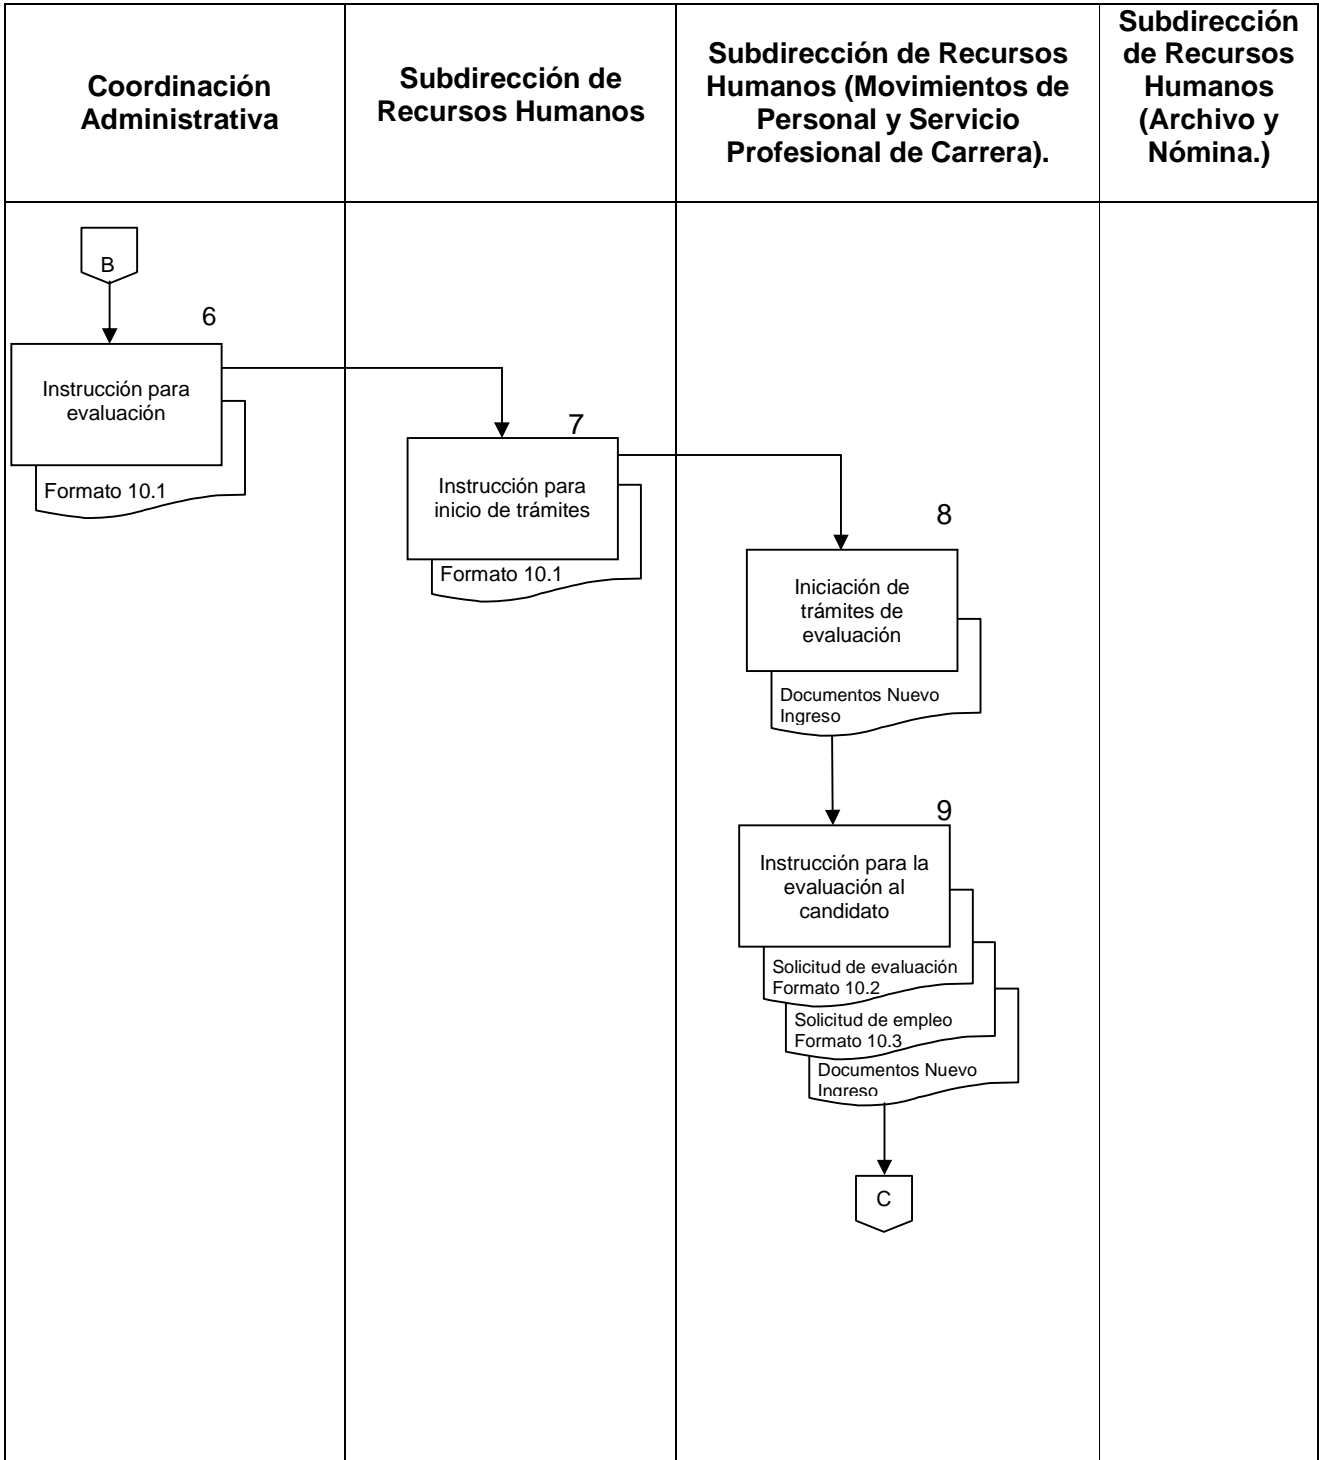 Coordinación
Administrativa
Subdirección de
Recursos Humanos
Subdirección de Recursos
Humanos (Movimientos de
Personal y Servicio
Profesional de Carrera).
Subdirección
de Recursos
Humanos
(Archivo y
Nómina.)
B
6
Instrucción para
evaluación
Formato 10.1
7
Instrucción para
inicio de trámites
Formato 10.1
8
Iniciación de
trámites de
evaluación
Documentos Nuevo
Ingreso
9
Instrucción para la
evaluación al
candidato
Solicitud de evaluación
Formato 10.2
Solicitud de empleo
Formato 10.3
Documentos Nuevo
Ingreso
C